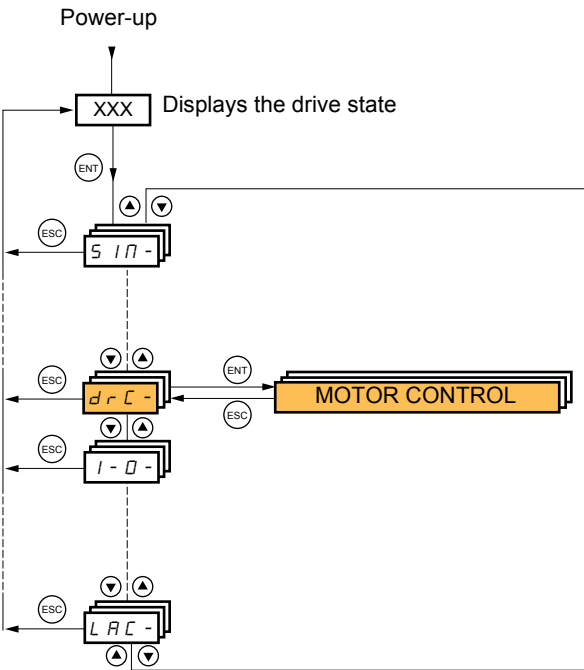 Power-up
XXX Displays the drive state
ENT
ESC
SIM-
ESC
drC- ENT MOTOR CONTROL
ESC
ESC
I-O-
ESC
LAC-